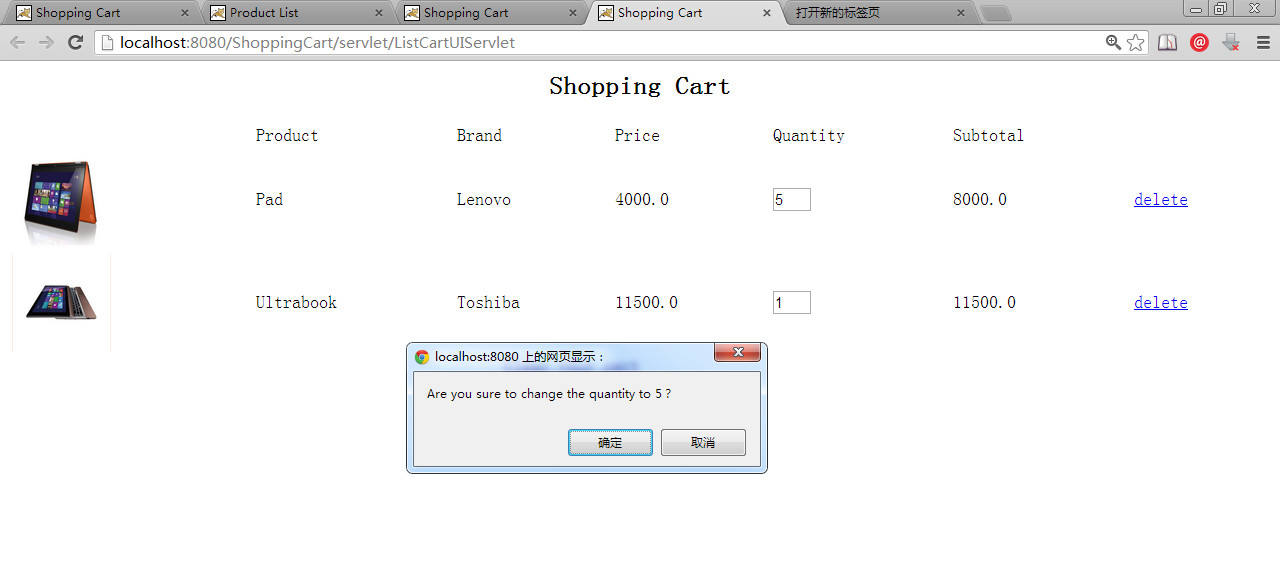 Shopping Cart Product List Shopping Cart Shopping Cart 打开新的标签页
localhost:8080/ShoppingCart/servlet/ListCartUIServlet
Shopping Cart
Product Brand Price Quantity Subtotal
Pad Lenovo 4000.0 5 8000.0 delete
Ultrabook Toshiba 11500.0 1 11500.0 delete
localhost:8080 上的网页显示：
Are you sure to change the quantity to 5 ?
确定 取消